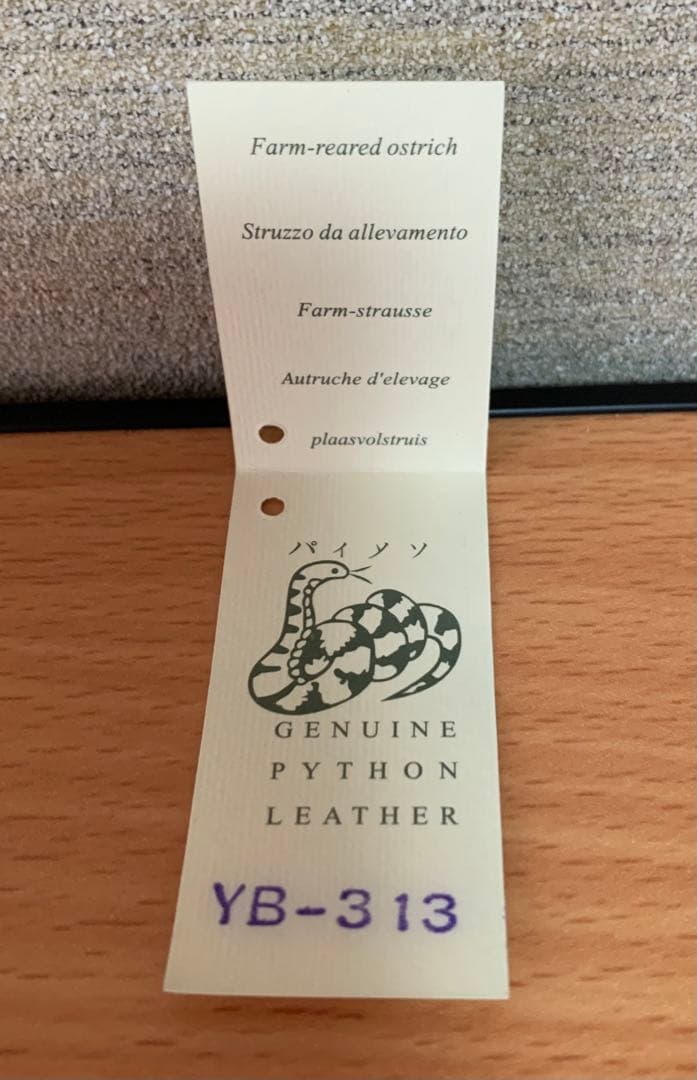 Farm-reared ostrich
Struzzo da allevamento
Farm-strausse
Autruche d'elevage
plaasvolstruis
パイメソ
GENUINE
PYTHON
LEATHER
YB-313